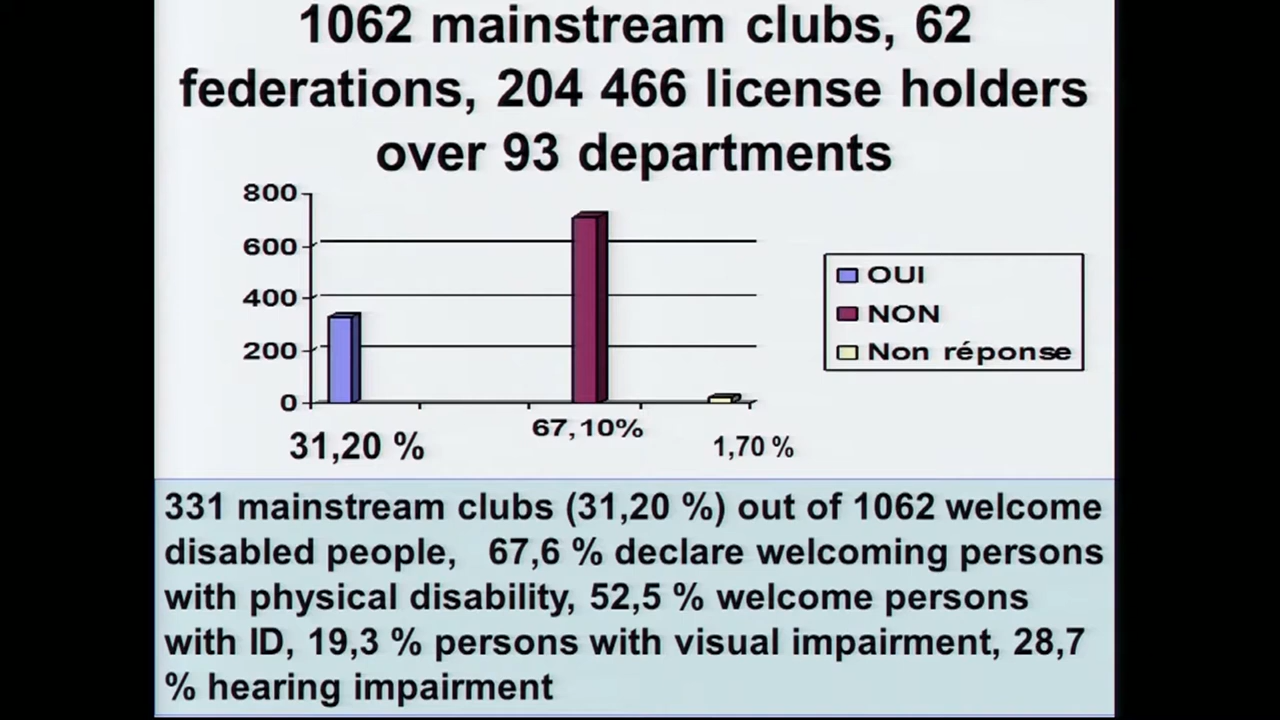 1062 mainstream clubs, 62
federations, 204 466 license holders
over 93 departments
800
600
400
200
0
31,20 %
67,10%
1,70 %
OUI
NON
Non réponse
331 mainstream clubs (31,20 %) out of 1062 welcome
disabled people, 67,6 % declare welcoming persons
with physical disability, 52,5 % welcome persons
with ID, 19,3 % persons with visual impairment, 28,7
% hearing impairment